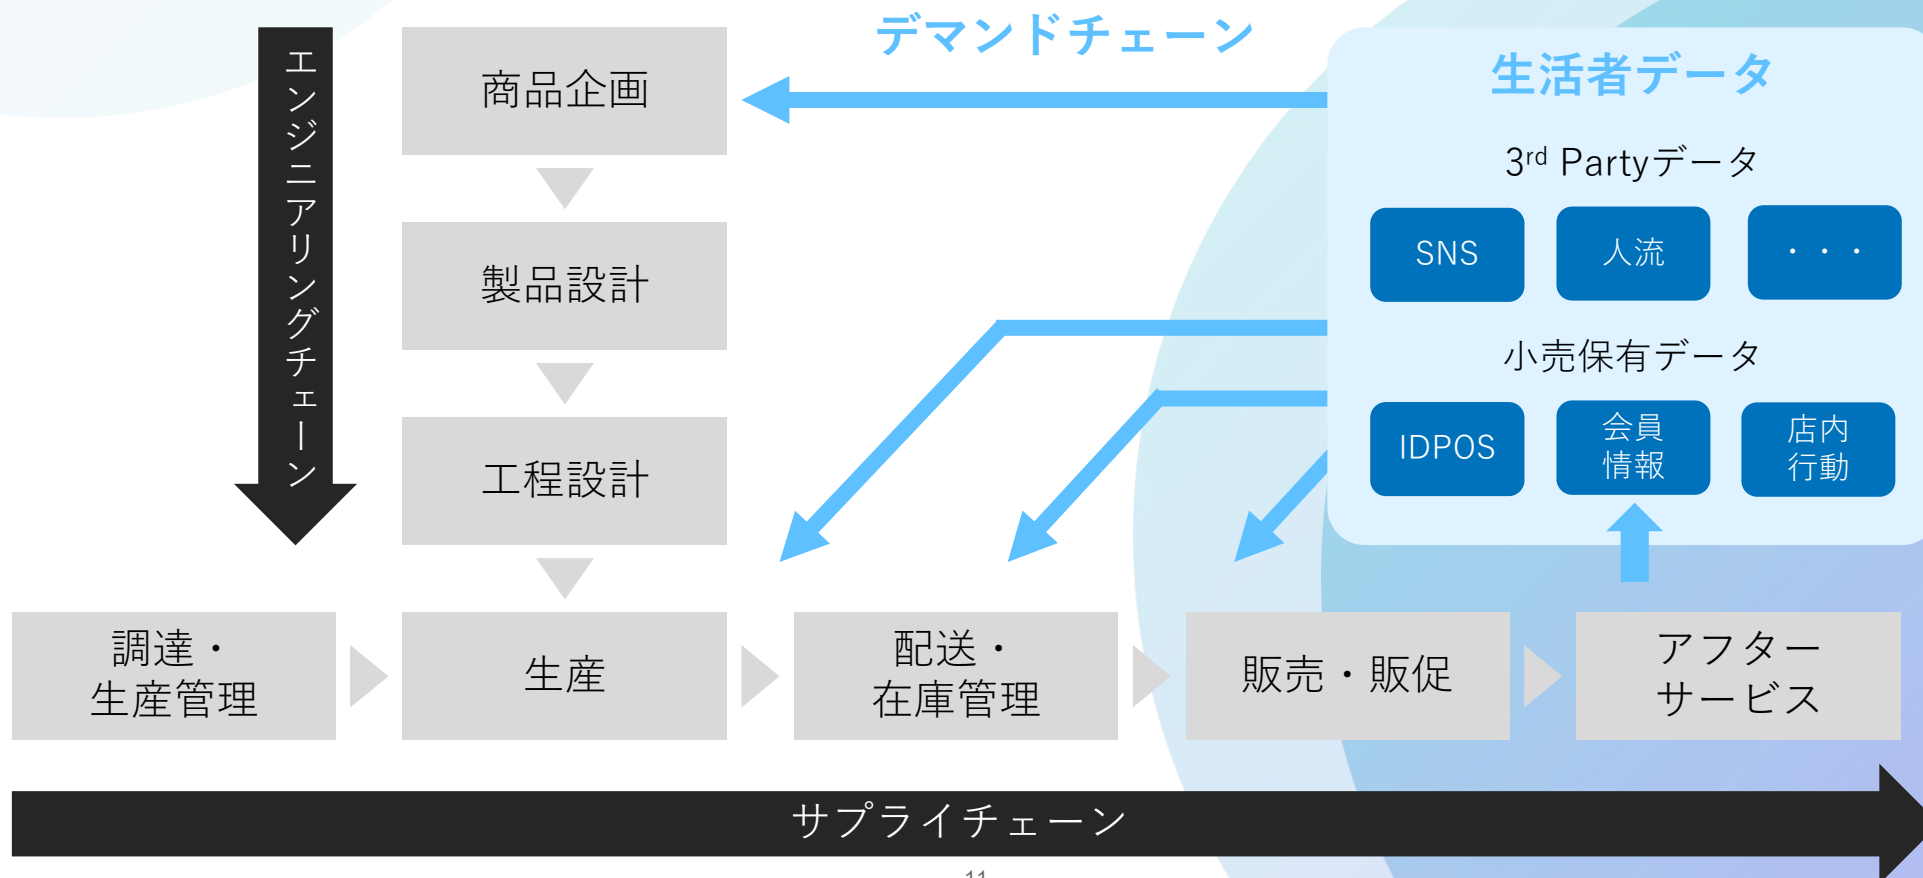 デマンドチェーン
エンジニアリングチェーン
商品企画
製品設計
工程設計
生活者データ
3rd Partyデータ
SNS
人流
・・・
小売保有データ
IDPOS
会員
情報
店内
行動
調達・
生産管理
生産
配送・
在庫管理
販売・販促
アフター
サービス
サプライチェーン
11